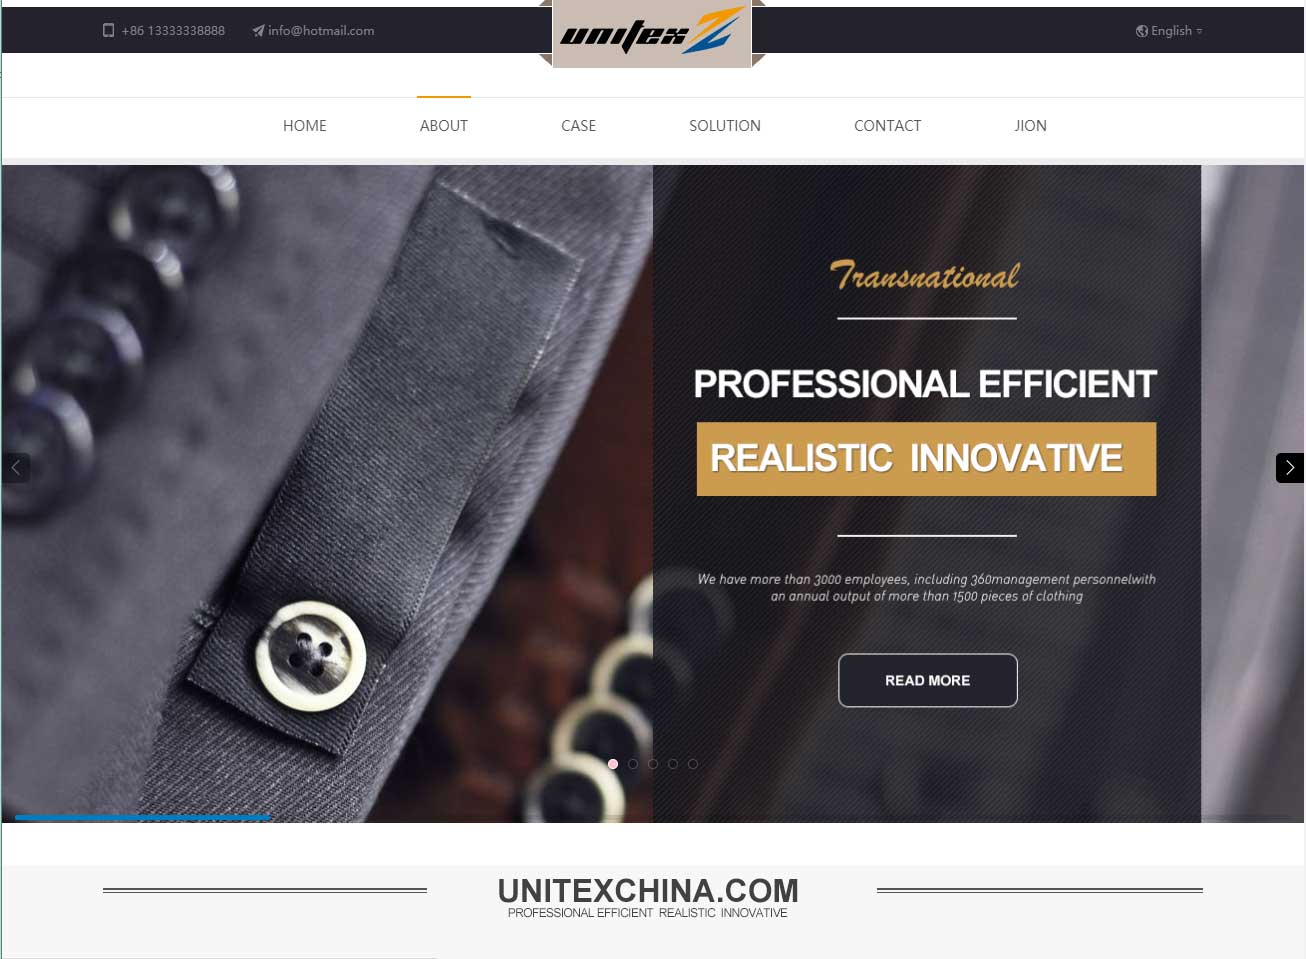 +86 13333338888 info@hotmail.com
unitex
English
HOME ABOUT CASE SOLUTION CONTACT JION
Transnational
PROFESSIONAL EFFICIENT
REALISTIC INNOVATIVE
We have more than 3000 employees, including 360management personnelwith
an annual output of more than 1500 pieces of clothing
READ MORE
UNITEXCHINA.COM
PROFESSIONAL EFFICIENT REALISTIC INNOVATIVE